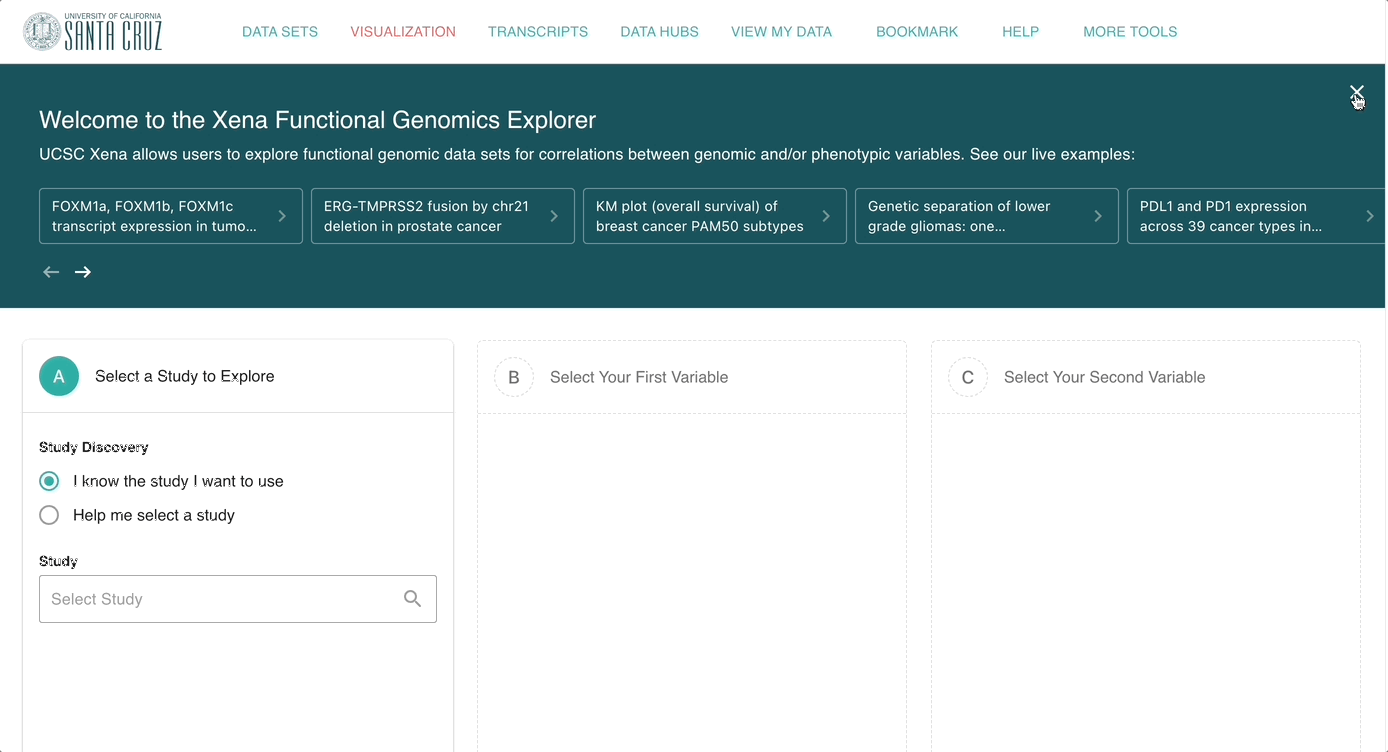 UNIVERSITY OF CALIFORNIA
SANTA CRUZ
DATA SETS
VISUALIZATION
TRANSCRIPTS
DATA HUBS
VIEW MY DATA
BOOKMARK
HELP
MORE TOOLS
Welcome to the Xena Functional Genomics Explorer
UCSC Xena allows users to explore functional genomic data sets for correlations between genomic and/or phenotypic variables. See our live examples:
FOXM1a, FOXM1b, FOXM1c
transcript expression in tumo...
ERG-TMPRSS2 fusion by chr21
deletion in prostate cancer
KM plot (overall survival) of
breast cancer PAM50 subtypes
Genetic separation of lower
grade gliomas: one...
PDL1 and PD1 expression
across 39 cancer types in...
A
Select a Study to Explore
Study Discovery
I know the study I want to use
Help me select a study
Study
Select Study
B
Select Your First Variable
C
Select Your Second Variable